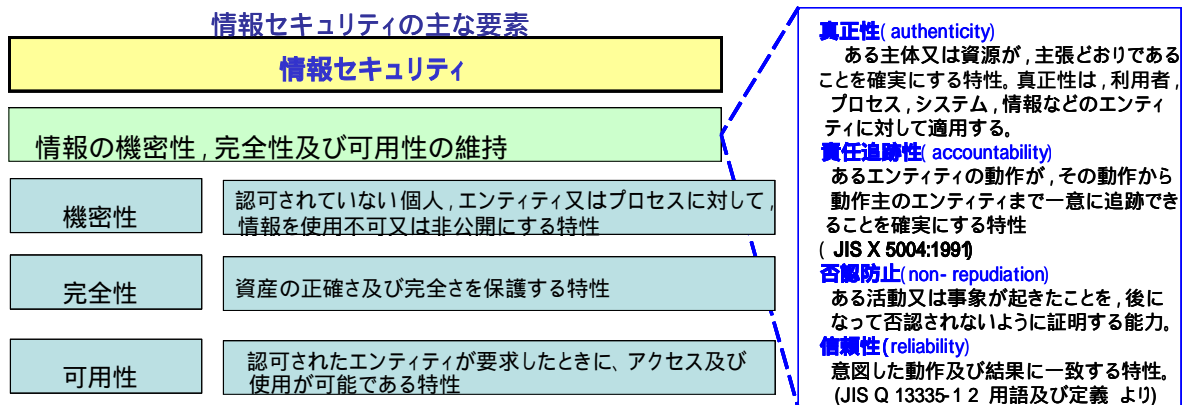 情報セキュリティの主な要素
情報セキュリティ
情報の機密性,完全性及び可用性の維持
機密性
認可されていない個人,エンティティ又はプロセスに対して,
情報を使用不可又は非公開にする特性
完全性
資産の正確さ及び完全さを保護する特性
可用性
認可されたエンティティが要求したときに、アクセス及び
使用が可能である特性
真正性(authenticity)
ある主体又は資源が,主張どおりである
ことを確実にする特性。真正性は,利用者,
プロセス,システム,情報などのエンティ
ティに対して適用する。
責任追跡性(accountability)
あるエンティティの動作が,その動作から
動作主のエンティティまで一意に追跡でき
ることを確実にする特性
( JIS X 5004:1991)
否認防止(non- repudiation)
ある活動又は事象が起きたことを,後に
なって否認されないように証明する能力。
信頼性(reliability)
意図した動作及び結果に一致する特性。
(JIS Q 13335-1 2 用語及び定義 より)